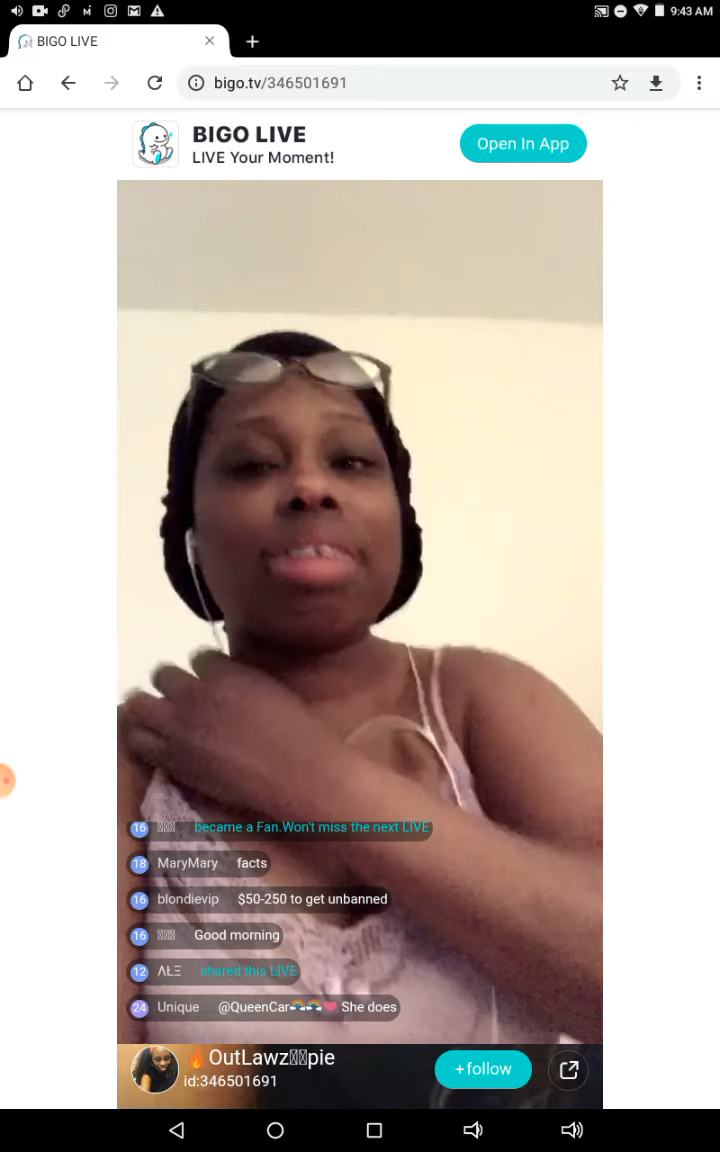 9:43 AM
BIGO LIVE
bigo.tv/346501691
BIGO LIVE
LIVE Your Moment!
Open In App
16 became a Fan.Won't miss the next LIVE
18 MaryMary facts
16 blondievip $50-250 to get unbanned
16 Good morning
12 ΛŁΞ shared this LIVE
24 Unique @QueenCar🌈🌈❤️ She does
🔥OutLawz▯▯pie
id:346501691
+follow